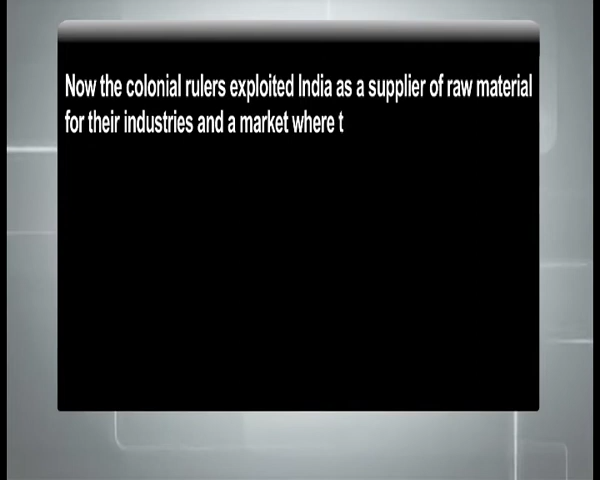 Now the colonial rulers exploited India as a supplier of raw material
for their industries and a market where t